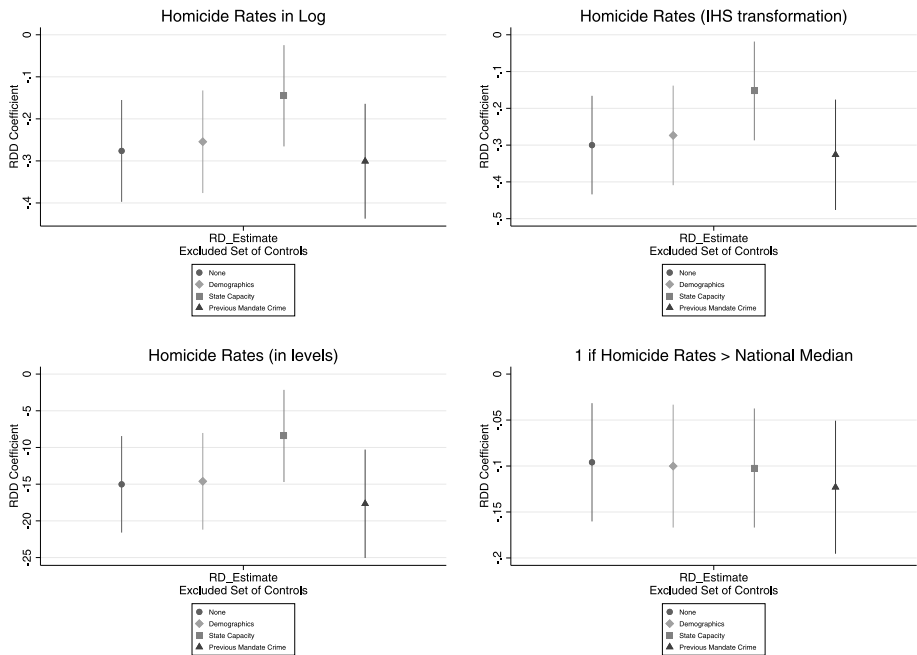 Homicide Rates in Log
RDD Coefficient
0
-.1
-.2
-.3
-.4
RD_Estimate
Excluded Set of Controls
None
Demographics
State Capacity
Previous Mandate Crime
Homicide Rates (IHS transformation)
RDD Coefficient
0
-.1
-.2
-.3
-.4
-.5
RD_Estimate
Excluded Set of Controls
None
Demographics
State Capacity
Previous Mandate Crime
Homicide Rates (in levels)
RDD Coefficient
0
-5
-10
-15
-20
-25
RD_Estimate
Excluded Set of Controls
None
Demographics
State Capacity
Previous Mandate Crime
1 if Homicide Rates > National Median
RDD Coefficient
0
-.05
-.1
-.15
-.2
RD_Estimate
Excluded Set of Controls
None
Demographics
State Capacity
Previous Mandate Crime